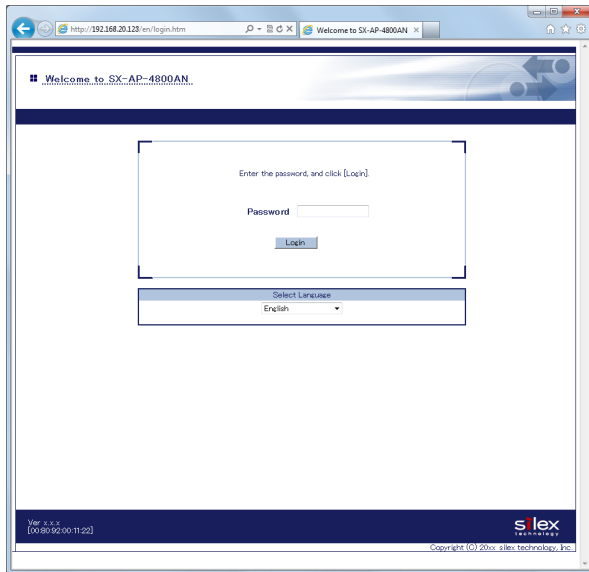 http://192.168.20.123/en/login.htm
Welcome to SX-AP-4800AN
Welcome to SX-AP-4800AN
Enter the password, and click [Login].
Password
Login
Select Language
English
Ver x.x.x
[00:80:92:00:11:22]
silex
technology
Copyright (C) 20xx silex technology, Inc.